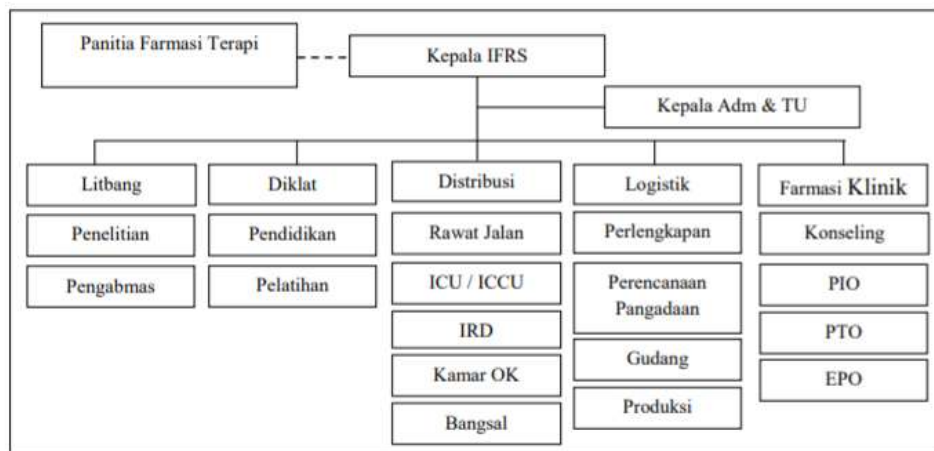 Panitia Farmasi Terapi
Kepala IFRS
Kepala Adm & TU
Litbang
Penelitian
Pengabmas
Diklat
Pendidikan
Pelatihan
Distribusi
Rawat Jalan
ICU / ICCU
IRD
Kamar OK
Bangsal
Logistik
Perlengkapan
Perencanaan
Pangadaan
Gudang
Produksi
Farmasi Klinik
Konseling
PIO
PTO
EPO